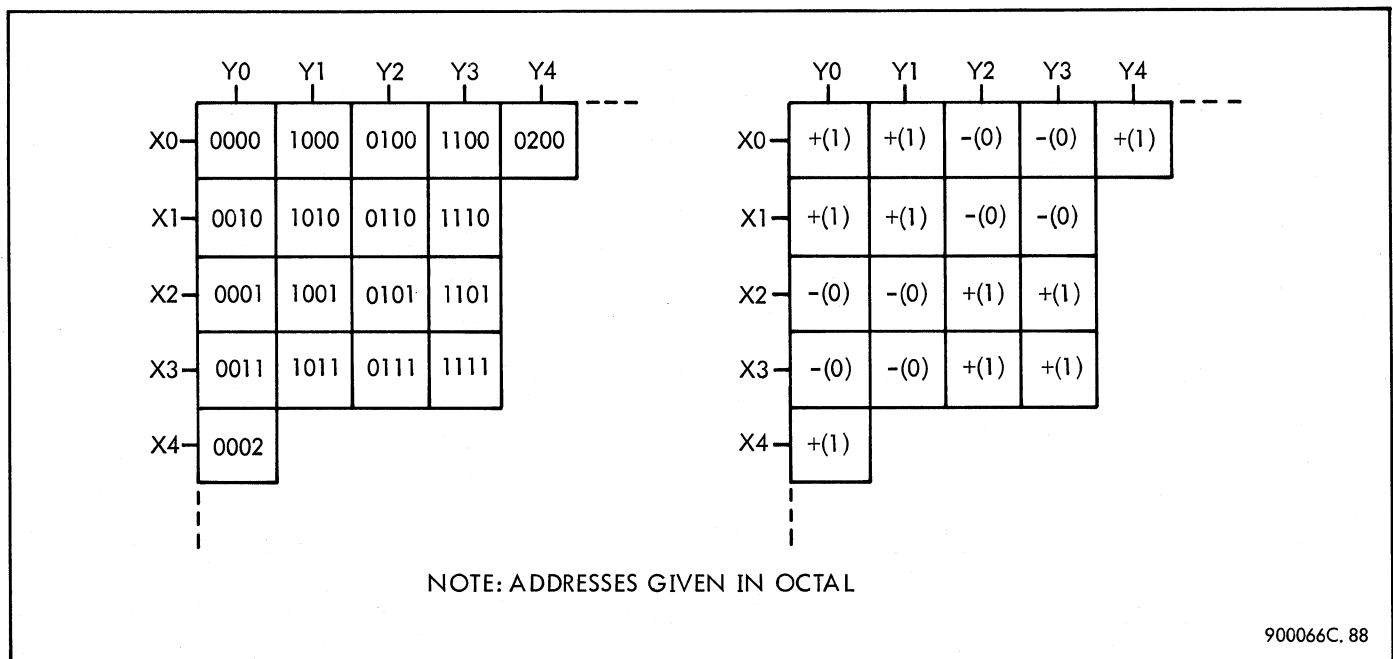 Y0 Y1 Y2 Y3 Y4 Y0 Y1 Y2 Y3 Y4
X0 0000 1000 0100 1100 0200 X0 +(1) +(1) -(0) -(0) +(1)
X1 0010 1010 0110 1110 X1 +(1) +(1) -(0) -(0)
X2 0001 1001 0101 1101 X2 -(0) -(0) +(1) +(1)
X3 0011 1011 0111 1111 X3 -(0) -(0) +(1) +(1)
X4 0002 X4 +(1)
NOTE: ADDRESSES GIVEN IN OCTAL
900066C. 88